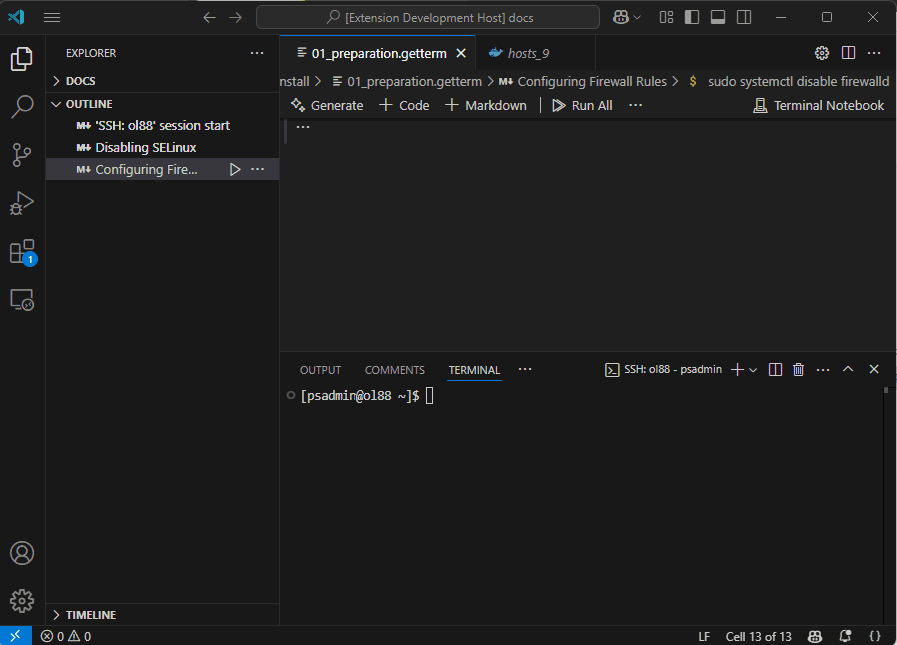 [Extension Development Host] docs
EXPLORER
01_preparation.getterm
hosts_9
DOCS
nstall > 01_preparation.getterm > M↓ Configuring Firewall Rules > $ sudo systemctl disable firewalld
OUTLINE
Generate + Code + Markdown | Run All ... Terminal Notebook
M↓ 'SSH: ol88' session start
...
M↓ Disabling SELinux
M↓ Configuring Fire...
OUTPUT COMMENTS TERMINAL ... SSH: ol88 - psadmin
[psadmin@ol88 ~]$
1
TIMELINE
0 0 LF Cell 13 of 13 {}